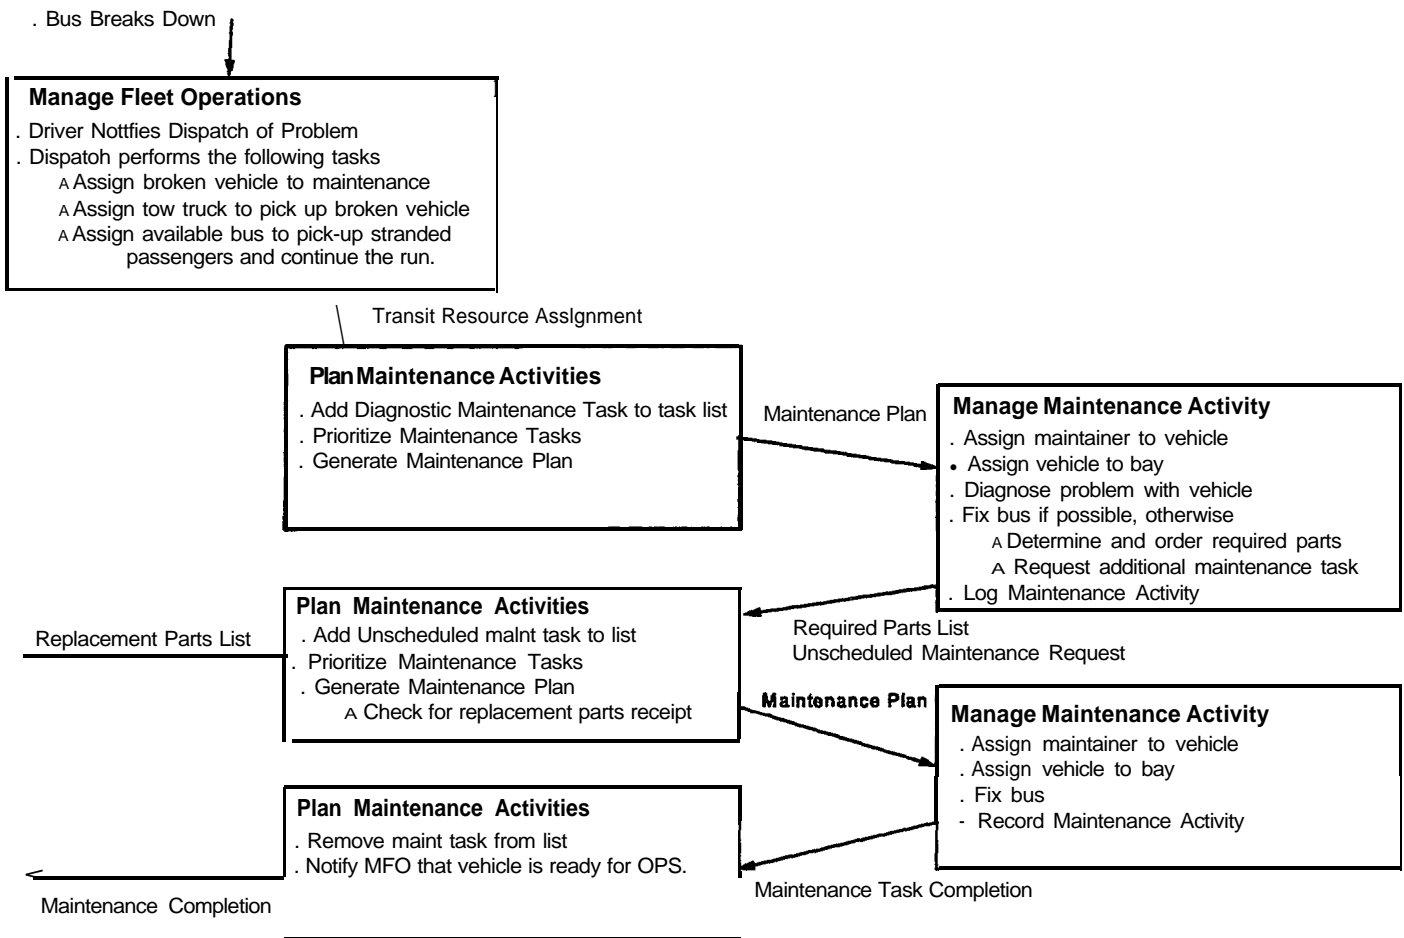 . Bus Breaks Down
Manage Fleet Operations
. Driver Nottfies Dispatch of Problem
. Dispatoh performs the following tasks
A Assign broken vehicle to maintenance
A Assign tow truck to pick up broken vehicle
A Assign available bus to pick-up stranded
passengers and continue the run.
Transit Resource Asslgnment
Plan Maintenance Activities
. Add Diagnostic Maintenance Task to task list
. Prioritize Maintenance Tasks
. Generate Maintenance Plan
Maintenance Plan
Manage Maintenance Activity
. Assign maintainer to vehicle
• Assign vehicle to bay
. Diagnose problem with vehicle
. Fix bus if possible, otherwise
A Determine and order required parts
A Request additional maintenance task
. Log Maintenance Activity
Required Parts List
Unscheduled Maintenance Request
Plan Maintenance Activities
. Add Unscheduled malnt task to list
. Prioritize Maintenance Tasks
. Generate Maintenance Plan
A Check for replacement parts receipt
Replacement Parts List
Maintenance Plan
Manage Maintenance Activity
. Assign maintainer to vehicle
. Assign vehicle to bay
. Fix bus
- Record Maintenance Activity
Plan Maintenance Activities
. Remove maint task from list
. Notify MFO that vehicle is ready for OPS.
Maintenance Task Completion
Maintenance Completion